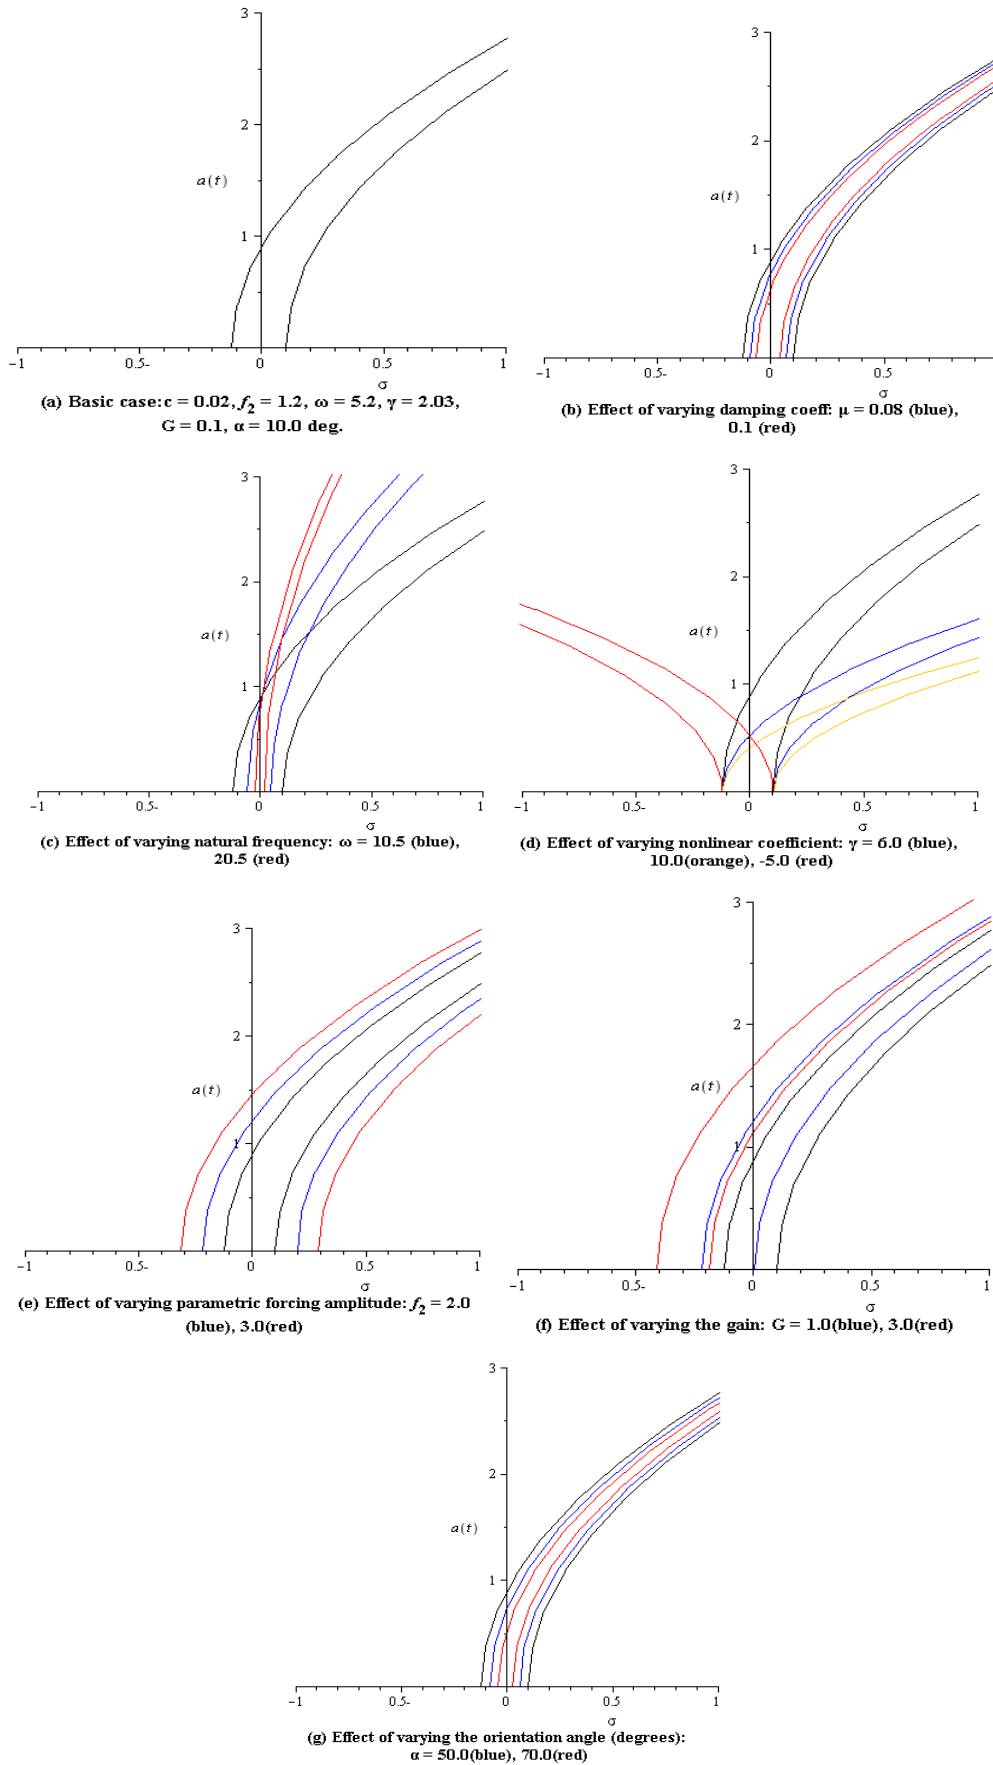 3
2
a(t)
1
−1
0.5-
0
0.5
1
σ
(a) Basic case: c = 0.02, f2 = 1.2, ω = 5.2, γ = 2.03,
G = 0.1, α = 10.0 deg.
3
2
a(t)
1
−1
0.5-
0
0.5
σ
(b) Effect of varying damping coeff: μ = 0.08 (blue),
0.1 (red)
3
2
a(t)
1
−1
0.5-
0
0.5
1
σ
(c) Effect of varying natural frequency: ω = 10.5 (blue),
20.5 (red)
3
2
a(t)
1
−1
0.5-
0
0.5
1
σ
(d) Effect of varying nonlinear coefficient: γ = 6.0 (blue),
10.0(orange), -5.0 (red)
3
2
a(t)
1
−1
0.5-
0
0.5
1
σ
(e) Effect of varying parametric forcing amplitude: f2 = 2.0
(blue), 3.0(red)
3
2
a(t)
1
−1
0.5-
0
0.5
1
σ
(f) Effect of varying the gain: G = 1.0(blue), 3.0(red)
3
2
a(t)
1
−1
0.5-
0
0.5
1
σ
(g) Effect of varying the orientation angle (degrees):
α = 50.0(blue), 70.0(red)